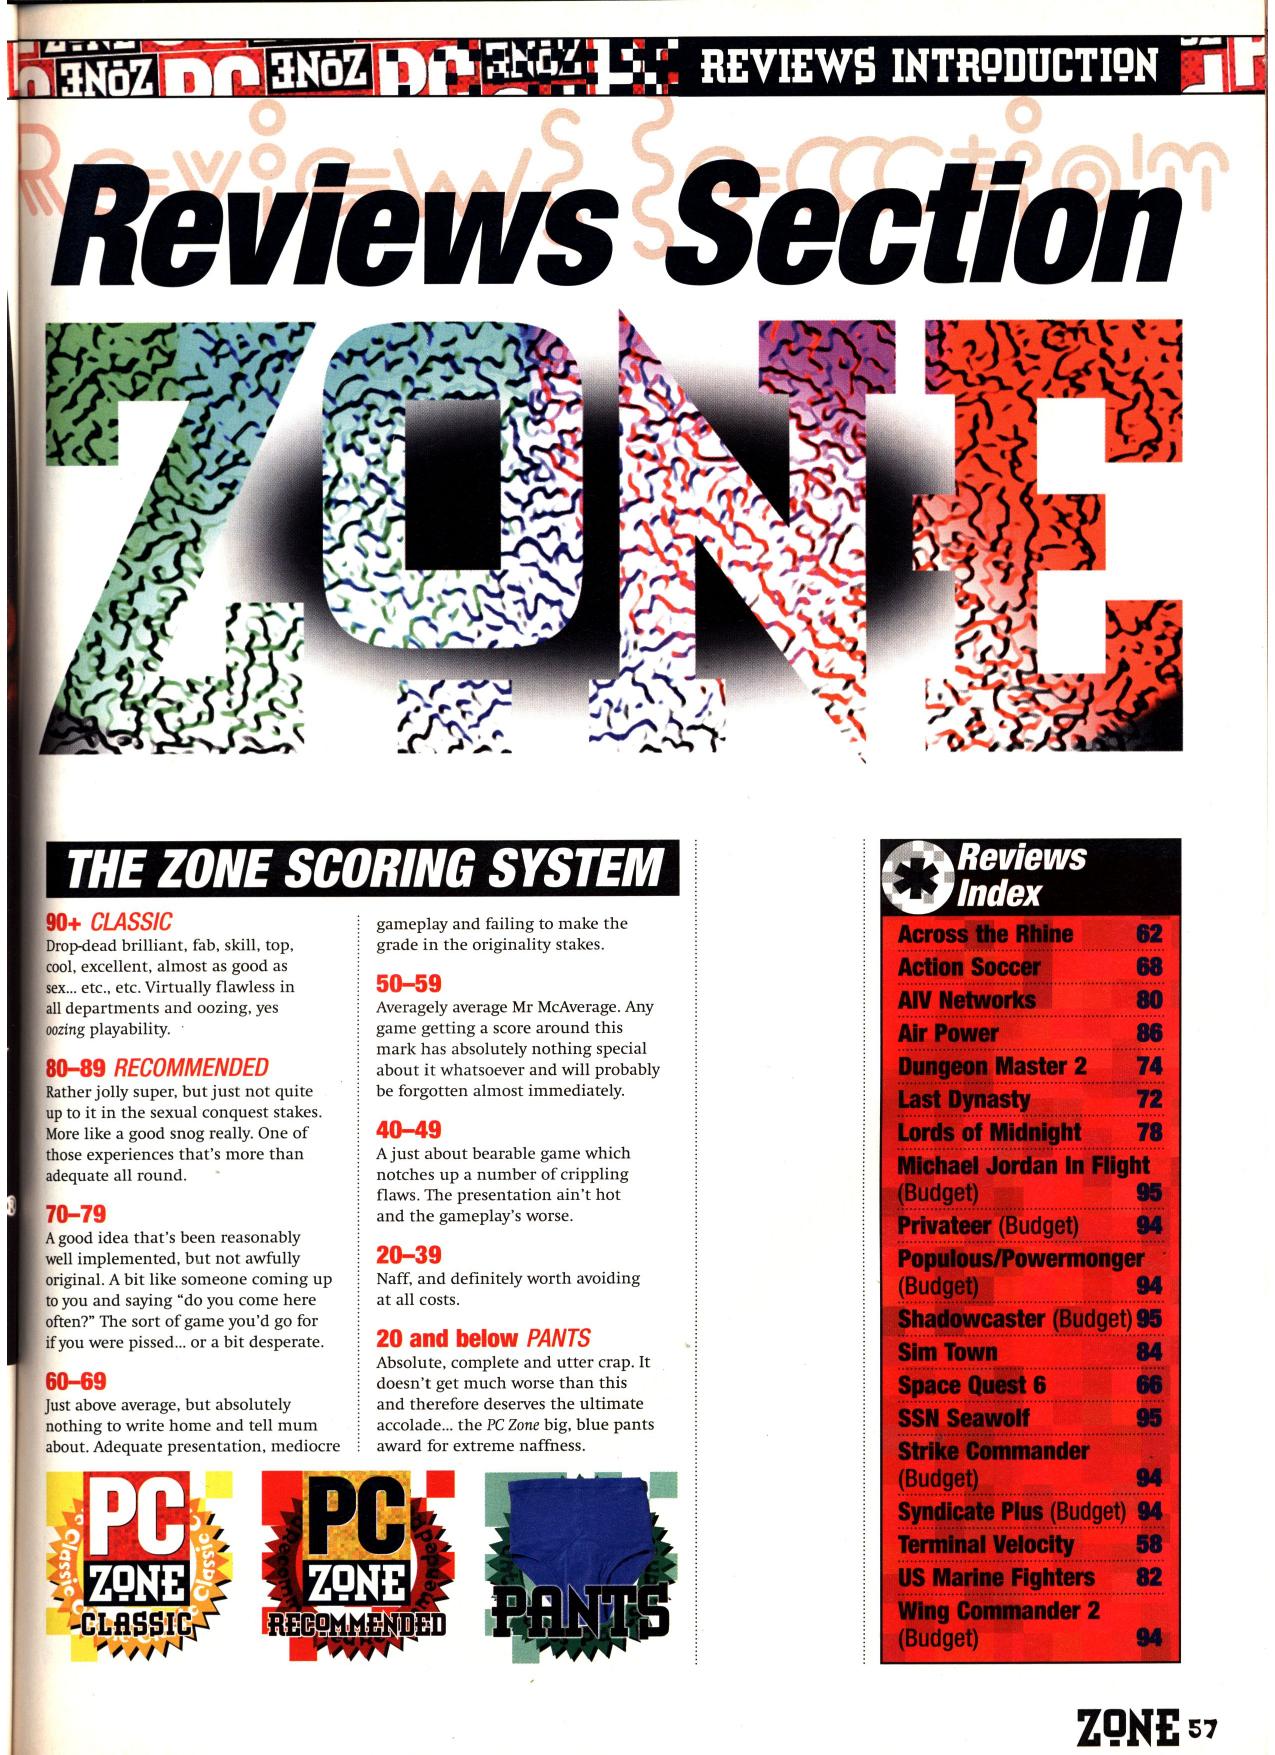 ZONE PC ZONE PC ZONE
REVIEWS INTRODUCTION
Reviews Section
Reviews Section
ZONE
THE ZONE SCORING SYSTEM
90+ CLASSIC
Drop-dead brilliant, fab, skill, top,
cool, excellent, almost as good as
sex... etc., etc. Virtually flawless in
all departments and oozing, yes
oozing playability.
80–89 RECOMMENDED
Rather jolly super, but just not quite
up to it in the sexual conquest stakes.
More like a good snog really. One of
those experiences that's more than
adequate all round.
70–79
A good idea that's been reasonably
well implemented, but not awfully
original. A bit like someone coming up
to you and saying “do you come here
often?” The sort of game you'd go for
if you were pissed... or a bit desperate.
60–69
Just above average, but absolutely
nothing to write home and tell mum
about. Adequate presentation, mediocre
gameplay and failing to make the
grade in the originality stakes.
50–59
Averagely average Mr McAverage. Any
game getting a score around this
mark has absolutely nothing special
about it whatsoever and will probably
be forgotten almost immediately.
40–49
A just about bearable game which
notches up a number of crippling
flaws. The presentation ain't hot
and the gameplay's worse.
20–39
Naff, and definitely worth avoiding
at all costs.
20 and below PANTS
Absolute, complete and utter crap. It
doesn't get much worse than this
and therefore deserves the ultimate
accolade... the PC Zone big, blue pants
award for extreme naffness.
PC
ZONE
CLASSIC
Classic Classic
PC
ZONE
RECOMMENDED
Recommended
PANTS
Reviews
Index
Across the Rhine 62
Action Soccer 68
AIV Networks 80
Air Power 86
Dungeon Master 2 74
Last Dynasty 72
Lords of Midnight 78
Michael Jordan In Flight
(Budget) 95
Privateer (Budget) 94
Populous/Powermonger
(Budget) 94
Shadowcaster (Budget) 95
Sim Town 84
Space Quest 6 66
SSN Seawolf 95
Strike Commander
(Budget) 94
Syndicate Plus (Budget) 94
Terminal Velocity 58
US Marine Fighters 82
Wing Commander 2
(Budget) 94
ZONE 57